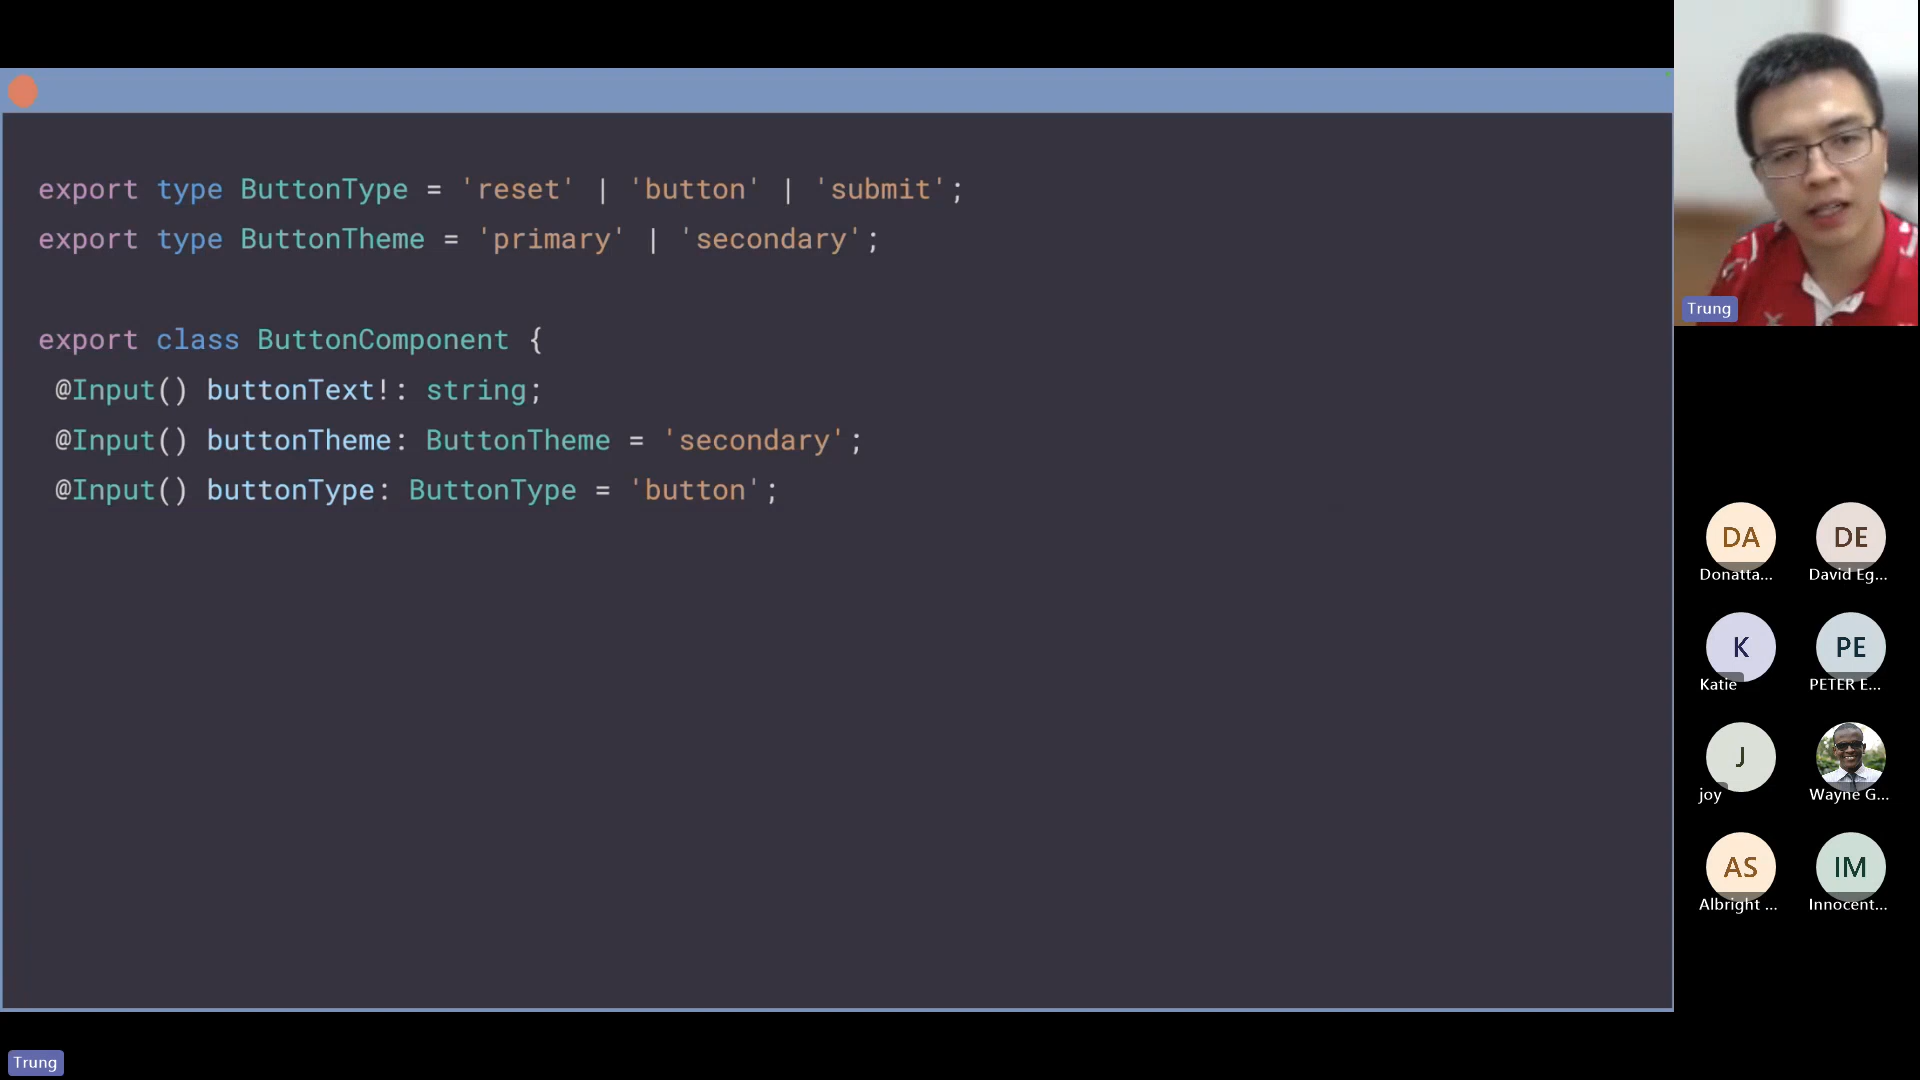 export type ButtonType = 'reset' | 'button' | 'submit';
export type ButtonTheme = 'primary' | 'secondary';
export class ButtonComponent {
@Input() buttonText!: string;
@Input() buttonTheme: ButtonTheme = 'secondary';
@Input() buttonType: ButtonType = 'button';
Trung
DA
Donatta...
DE
David Eg...
K
Katie
PE
PETER E...
J
joy
Wayne G...
AS
Albright ...
IM
Innocent...
Trung